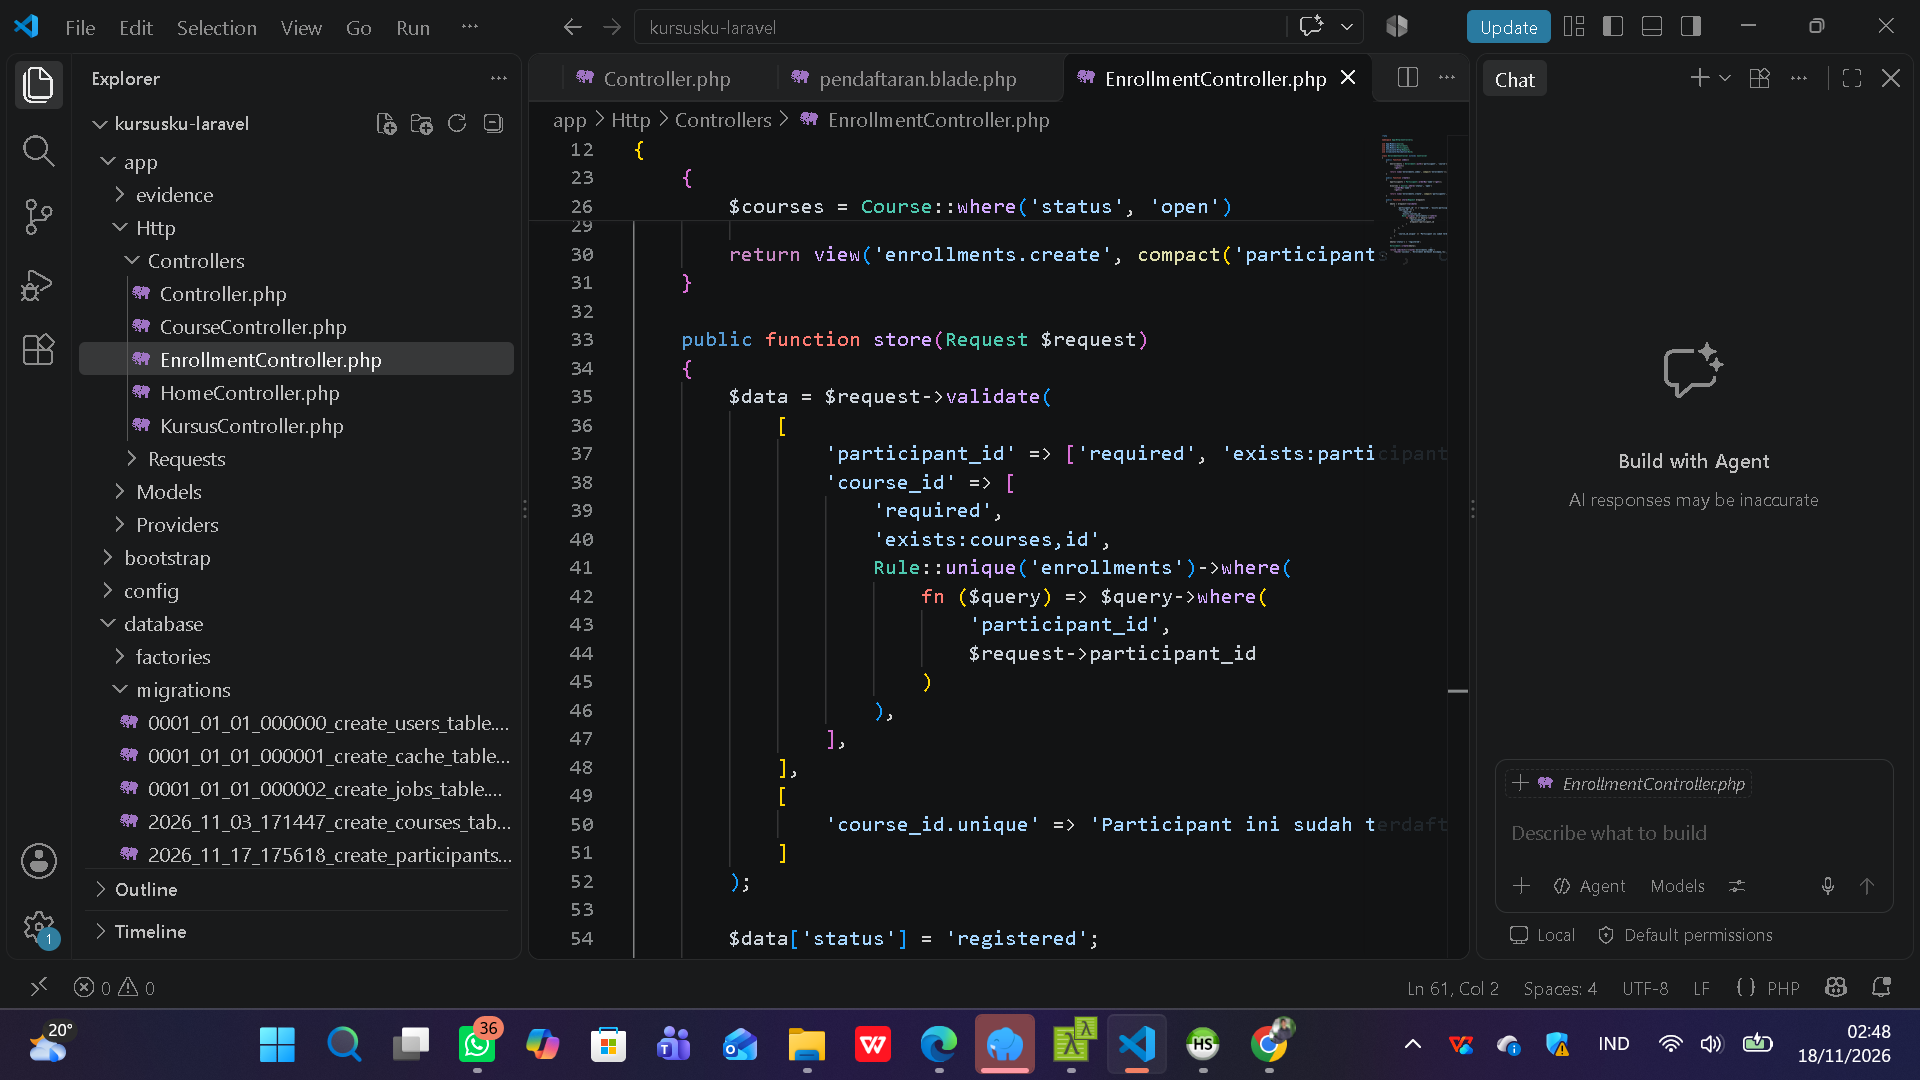 File Edit Selection View Go Run ···
kursusku-laravel
Update
Explorer
kursusku-laravel
app
evidence
Http
Controllers
Controller.php
CourseController.php
EnrollmentController.php
HomeController.php
KursusController.php
Requests
Models
Providers
bootstrap
config
database
factories
migrations
0001_01_01_000000_create_users_table....
0001_01_01_000001_create_cache_table...
0001_01_01_000002_create_jobs_table....
2026_11_03_171447_create_courses_tab...
2026_11_17_175618_create_participants...
Outline
Timeline
1
Controller.php
pendaftaran.blade.php
EnrollmentController.php
app > Http > Controllers > EnrollmentController.php
12 {
23 {
26 $courses = Course::where('status', 'open')
29
30 return view('enrollments.create', compact('participants',
31 }
32
33 public function store(Request $request)
34 {
35 $data = $request->validate(
36 [
37 'participant_id' => ['required', 'exists:participant
38 'course_id' => [
39 'required',
40 'exists:courses,id',
41 Rule::unique('enrollments')->where(
42 fn ($query) => $query->where(
43 'participant_id',
44 $request->participant_id
45 )
46 ),
47 ],
48 ],
49 [
50 'course_id.unique' => 'Participant ini sudah terdaft
51 ]
52 );
53
54 $data['status'] = 'registered';
Chat
Build with Agent
AI responses may be inaccurate
EnrollmentController.php
Describe what to build
Agent
Models
Local
Default permissions
0 0
Ln 61, Col 2
Spaces: 4
UTF-8
LF
{ } PHP
20°
36
HS
IND
02:48
18/11/2026